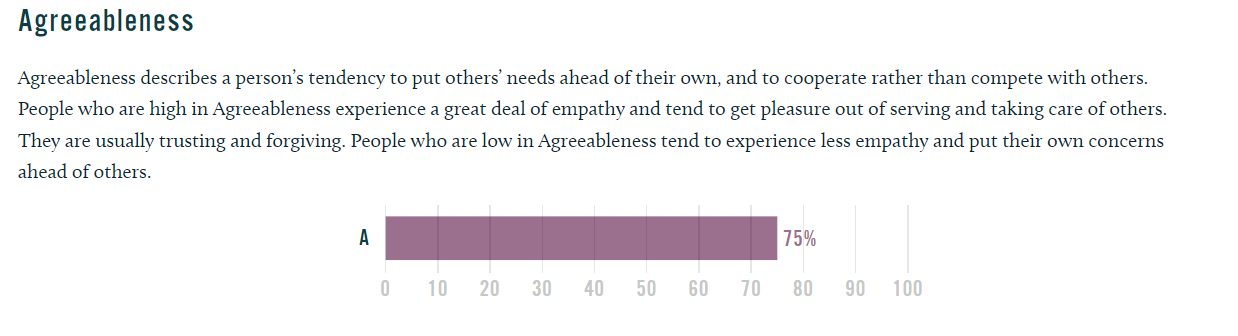 Agreeableness
Agreeableness describes a person’s tendency to put others’ needs ahead of their own, and to cooperate rather than compete with others.
People who are high in Agreeableness experience a great deal of empathy and tend to get pleasure out of serving and taking care of others.
They are usually trusting and forgiving. People who are low in Agreeableness tend to experience less empathy and put their own concerns
ahead of others.
A 75%
0 10 20 30 40 50 60 70 80 90 100